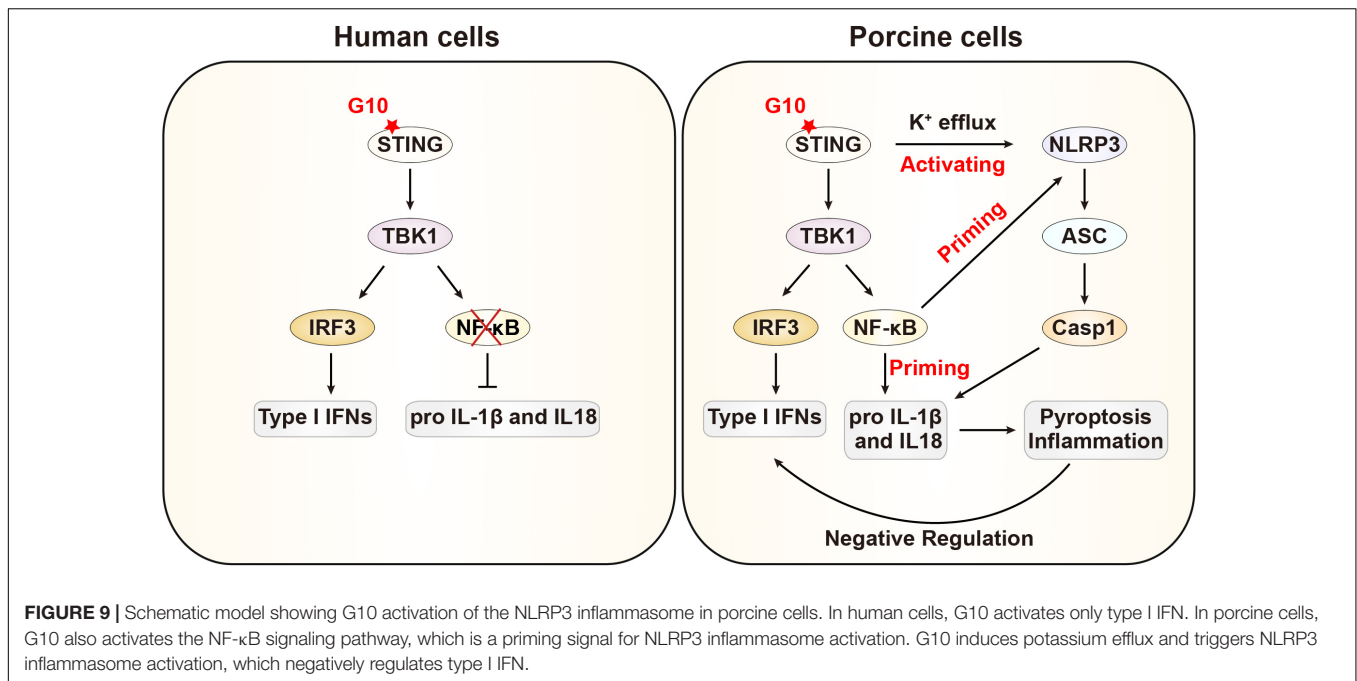 Human cells
G10
STING
TBK1
IRF3
NF-κB
Type I IFNs
pro IL-1β and IL18
Porcine cells
G10
STING
K⁺ efflux
Activating
NLRP3
TBK1
Priming
ASC
IRF3
NF-κB
Casp1
Priming
Type I IFNs
pro IL-1β
and IL18
Pyroptosis
Inflammation
Negative Regulation
FIGURE 9 | Schematic model showing G10 activation of the NLRP3 inflammasome in porcine cells. In human cells, G10 activates only type I IFN. In porcine cells,
G10 also activates the NF-κB signaling pathway, which is a priming signal for NLRP3 inflammasome activation. G10 induces potassium efflux and triggers NLRP3
inflammasome activation, which negatively regulates type I IFN.